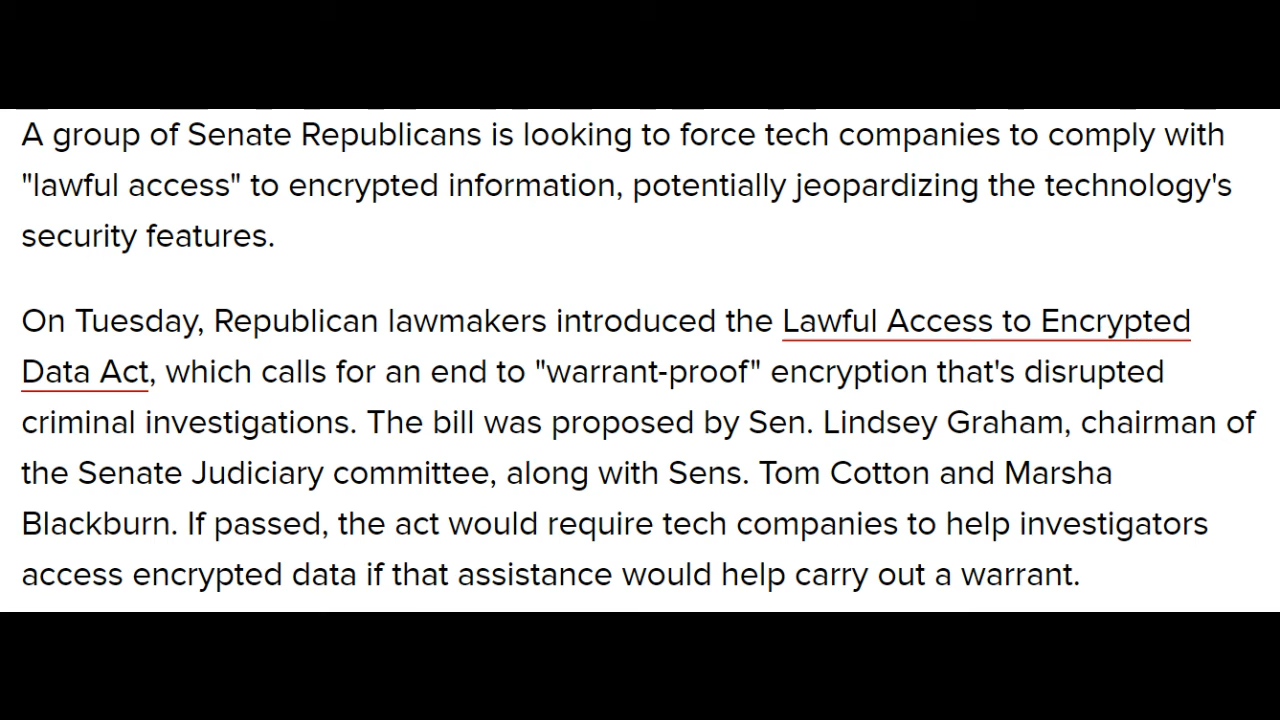 A group of Senate Republicans is looking to force tech companies to comply with
"lawful access" to encrypted information, potentially jeopardizing the technology's
security features.
On Tuesday, Republican lawmakers introduced the Lawful Access to Encrypted
Data Act, which calls for an end to "warrant-proof" encryption that's disrupted
criminal investigations. The bill was proposed by Sen. Lindsey Graham, chairman of
the Senate Judiciary committee, along with Sens. Tom Cotton and Marsha
Blackburn. If passed, the act would require tech companies to help investigators
access encrypted data if that assistance would help carry out a warrant.